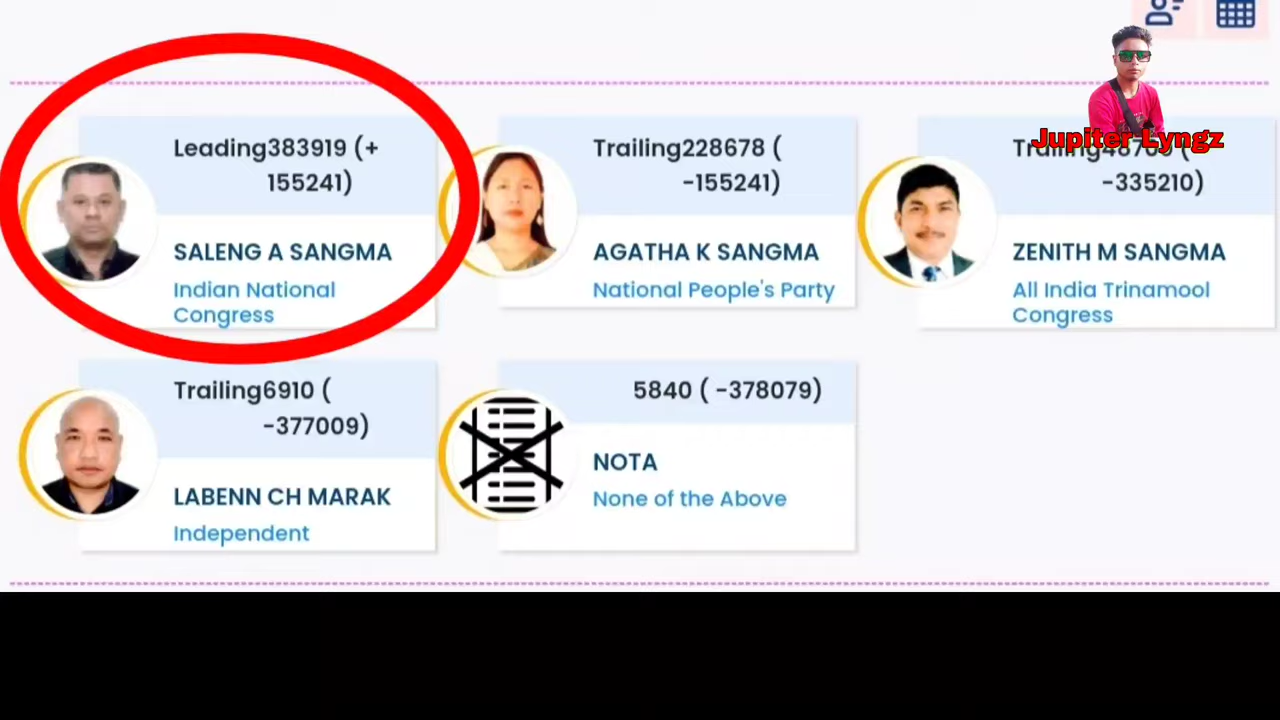 Leading383919 (+
155241)
SALENG A SANGMA
Indian National
Congress
Trailing228678 (
-155241)
AGATHA K SANGMA
National People's Party
Jupiter Lyngz
Trailing
-335210)
ZENITH M SANGMA
All India Trinamool
Congress
Trailing6910 (
-377009)
LABENN CH MARAK
Independent
5840 ( -378079)
NOTA
None of the Above